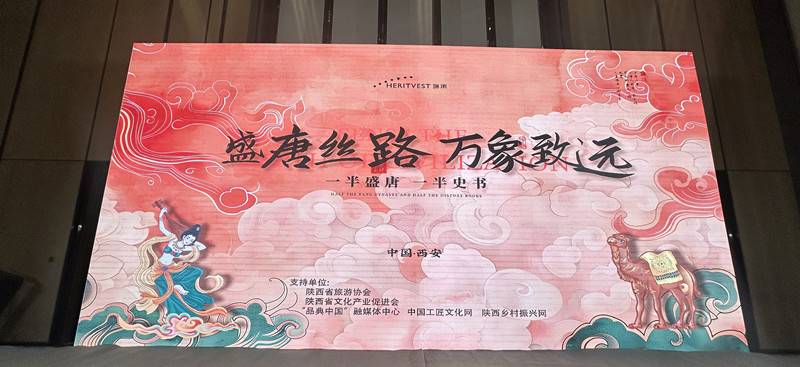 HERITVEST
盛唐丝路 万象致远
一半盛唐 一半史书
HALF THE TANG DYNASTY AND HALF THE HISTORY BOOKS
中国·西安
支持单位:
陕西省旅游协会
陕西省文化产业促进会
"品典中国"融媒体中心 中国工匠文化网 陕西乡村振兴网